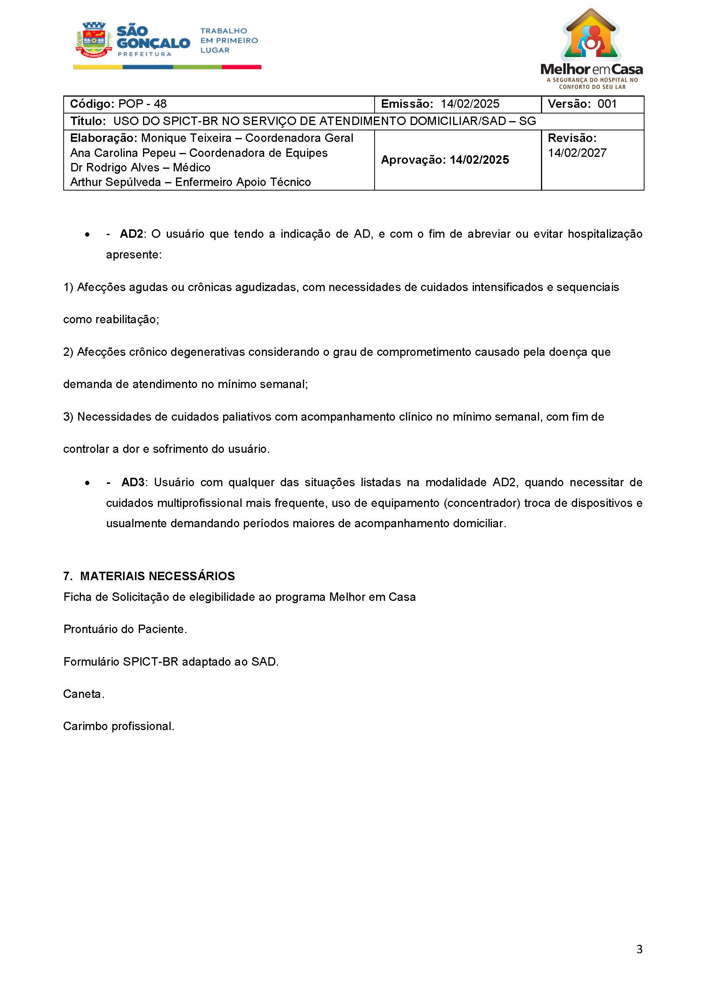 SÃO GONÇALO
PREFEITURA
TRABALHO
EM PRIMEIRO
LUGAR
SÃO GONÇALO
Melhor em Casa
A SEGURANÇA DO HOSPITAL NO
CONFORTO DO SEU LAR
Código: POP - 48 Emissão: 14/02/2025 Versão: 001
Título: USO DO SPICT-BR NO SERVIÇO DE ATENDIMENTO DOMICILIAR/SAD – SG
Elaboração: Monique Teixeira – Coordenadora Geral
Ana Carolina Pepeu – Coordenadora de Equipes
Dr Rodrigo Alves – Médico
Arthur Sepúlveda – Enfermeiro Apoio Técnico
Aprovação: 14/02/2025
Revisão:
14/02/2027
• - AD2: O usuário que tendo a indicação de AD, e com o fim de abreviar ou evitar hospitalização
apresente:
1) Afecções agudas ou crônicas agudizadas, com necessidades de cuidados intensificados e sequenciais
como reabilitação;
2) Afecções crônico degenerativas considerando o grau de comprometimento causado pela doença que
demanda de atendimento no mínimo semanal;
3) Necessidades de cuidados paliativos com acompanhamento clínico no mínimo semanal, com fim de
controlar a dor e sofrimento do usuário.
• - AD3: Usuário com qualquer das situações listadas na modalidade AD2, quando necessitar de
cuidados multiprofissional mais frequente, uso de equipamento (concentrador) troca de dispositivos e
usualmente demandando períodos maiores de acompanhamento domiciliar.
7. MATERIAIS NECESSÁRIOS
Ficha de Solicitação de elegibilidade ao programa Melhor em Casa
Prontuário do Paciente.
Formulário SPICT-BR adaptado ao SAD.
Caneta.
Carimbo profissional.
3